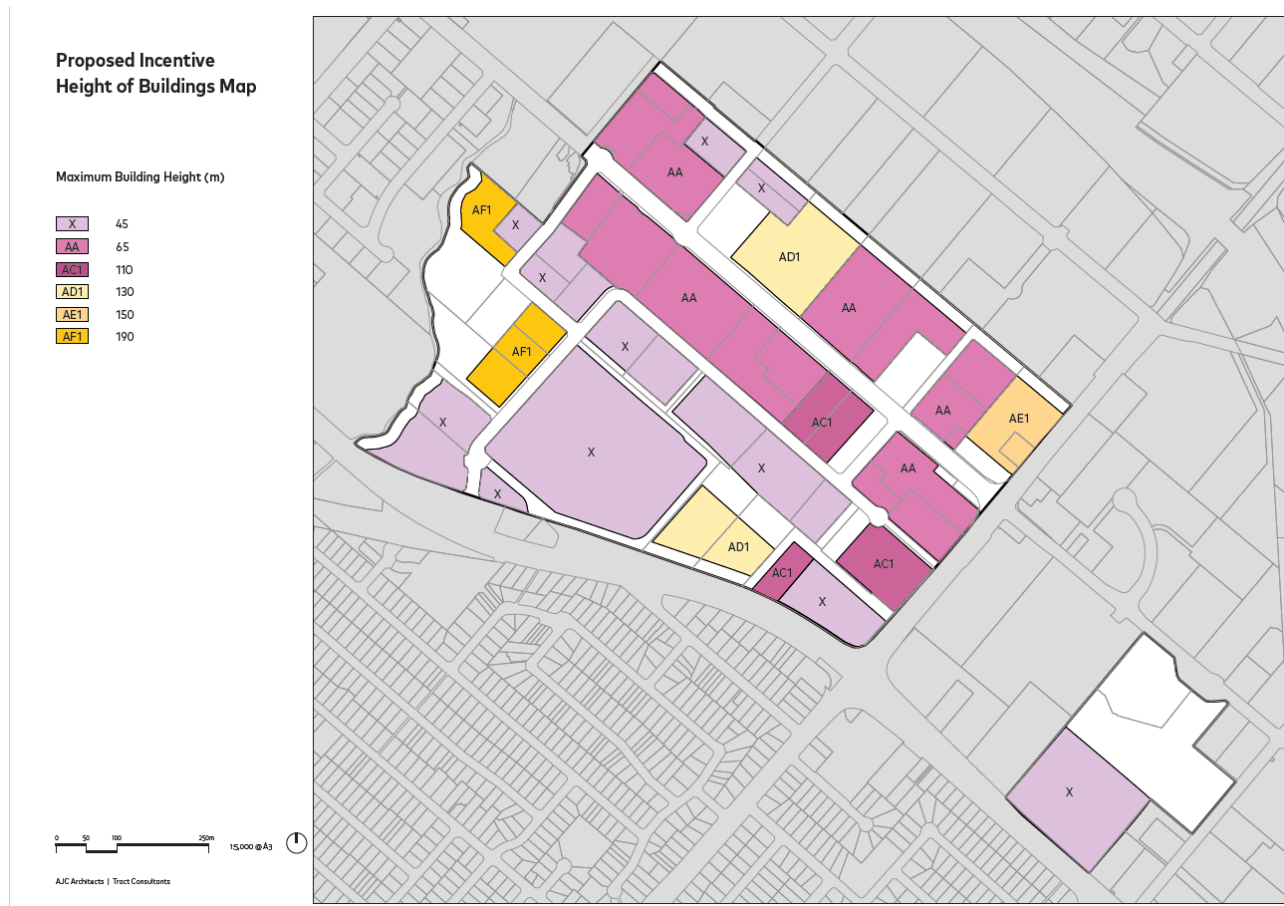 Proposed Incentive
Height of Buildings Map
Maximum Building Height (m)
X 45
AA 65
AC1 110
AD1 130
AE1 150
AF1 190
X
AA
X
AF1
X
AD1
X
AA
AA
X
AF1
AA
AE1
AC1
X
X
X
AA
X
AD1
AC1
AC1
X
X
X
0 50 100 250m
1:5,000 @ A3
AJC Architects | Tract Consultants